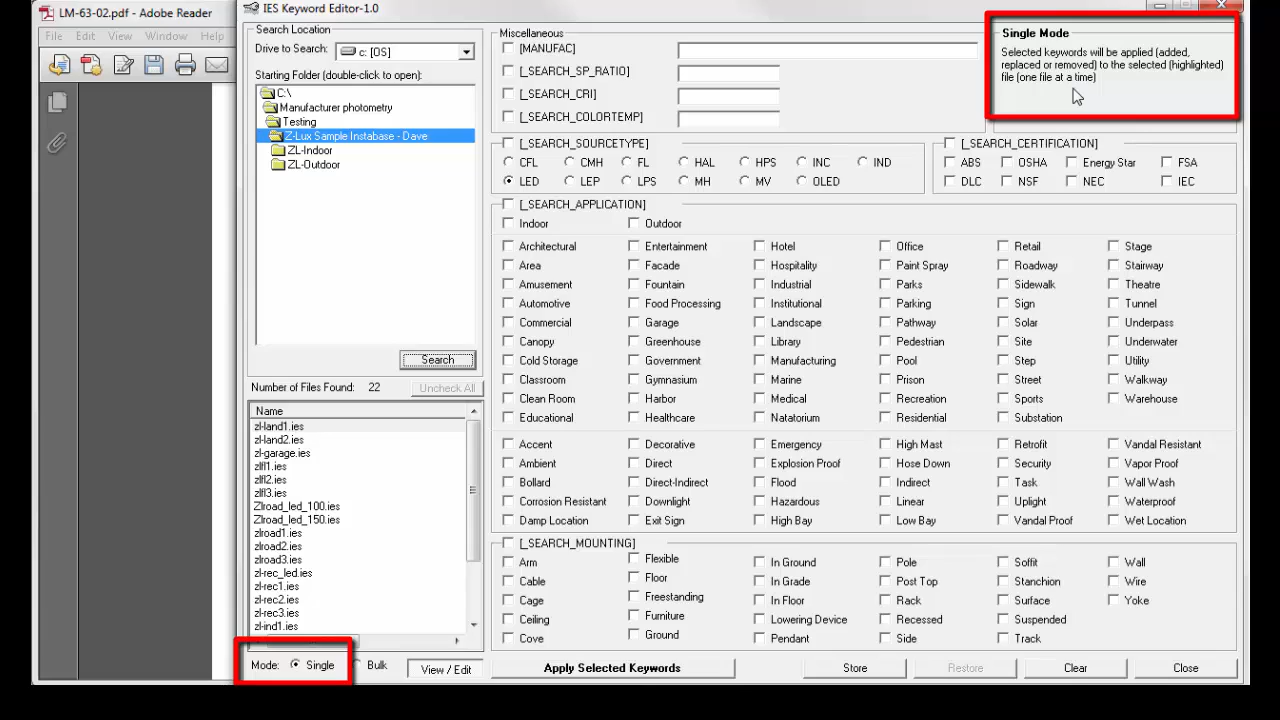 LM-63-02.pdf - Adobe Reader
File Edit View Window Help
IES Keyword Editor-1.0
Search Location
Drive to Search: c: [OS]
Starting Folder (double-click to open):
C:\
Manufacturer photometry
Testing
Z-Lux Sample Instabase - Dave
ZL-Indoor
ZL-Outdoor
Search
Number of Files Found: 22 Uncheck All
Name
zl-land1.ies
zl-land2.ies
zl-garage.ies
zlfl1.ies
zlfl2.ies
zlfl3.ies
Zlroad_led_100.ies
Zlroad_led_150.ies
zlroad1.ies
zlroad2.ies
zlroad3.ies
zl-rec_led.ies
zl-rec1.ies
zl-rec2.ies
zl-rec3.ies
zl-ind1.ies
Mode: Single Bulk View / Edit
Miscellaneous
[MANUFAC]
[_SEARCH_SP_RATIO]
[_SEARCH_CRI]
[_SEARCH_COLORTEMP]
Single Mode
Selected keywords will be applied (added,
replaced or removed) to the selected (highlighted)
file (one file at a time)
[_SEARCH_SOURCETYPE]
CFL CMH FL HAL HPS INC IND
LED LEP LPS MH MV OLED
[_SEARCH_CERTIFICATION]
ABS OSHA Energy Star FSA
DLC NSF NEC IEC
[_SEARCH_APPLICATION]
Indoor Outdoor
Architectural Entertainment Hotel Office Retail Stage
Area Facade Hospitality Paint Spray Roadway Stairway
Amusement Fountain Industrial Parks Sidewalk Theatre
Automotive Food Processing Institutional Parking Sign Tunnel
Commercial Garage Landscape Pathway Solar Underpass
Canopy Greenhouse Library Pedestrian Site Underwater
Cold Storage Government Manufacturing Pool Step Utility
Classroom Gymnasium Marine Prison Street Walkway
Clean Room Harbor Medical Recreation Sports Warehouse
Educational Healthcare Natatorium Residential Substation
Accent Decorative Emergency High Mast Retrofit Vandal Resistant
Ambient Direct Explosion Proof Hose Down Security Vapor Proof
Bollard Direct-Indirect Flood Indirect Task Wall Wash
Corrosion Resistant Downlight Hazardous Linear Uplight Waterproof
Damp Location Exit Sign High Bay Low Bay Vandal Proof Wet Location
[_SEARCH_MOUNTING]
Arm Flexible In Ground Pole Soffit Wall
Cable Floor In Grade Post Top Stanchion Wire
Cage Freestanding In Floor Rack Surface Yoke
Ceiling Furniture Lowering Device Recessed Suspended
Cove Ground Pendant Side Track
Apply Selected Keywords Store Restore Clear Close